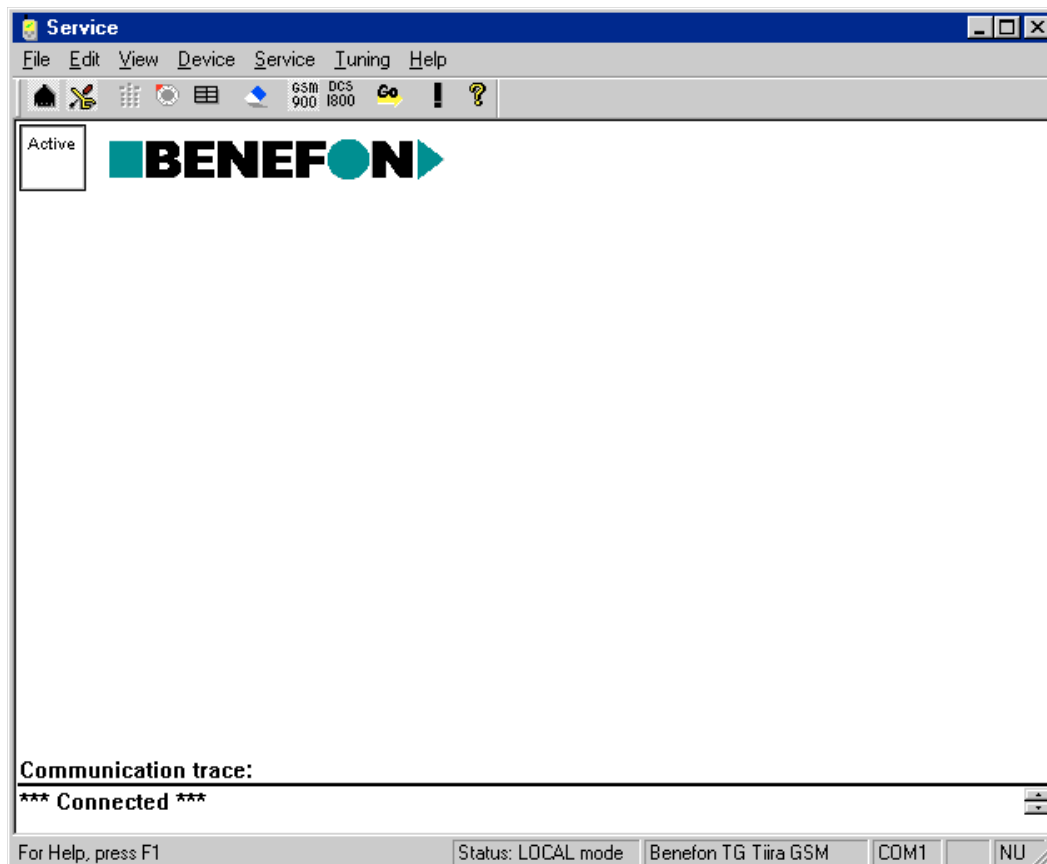 Service
File Edit View Device Service Tuning Help
GSM 900 DCS 1800 Go ! ?
Active
BENEFON
Communication trace:
*** Connected ***
For Help, press F1 Status: LOCAL mode Benefon TG Tiira GSM COM1 NU